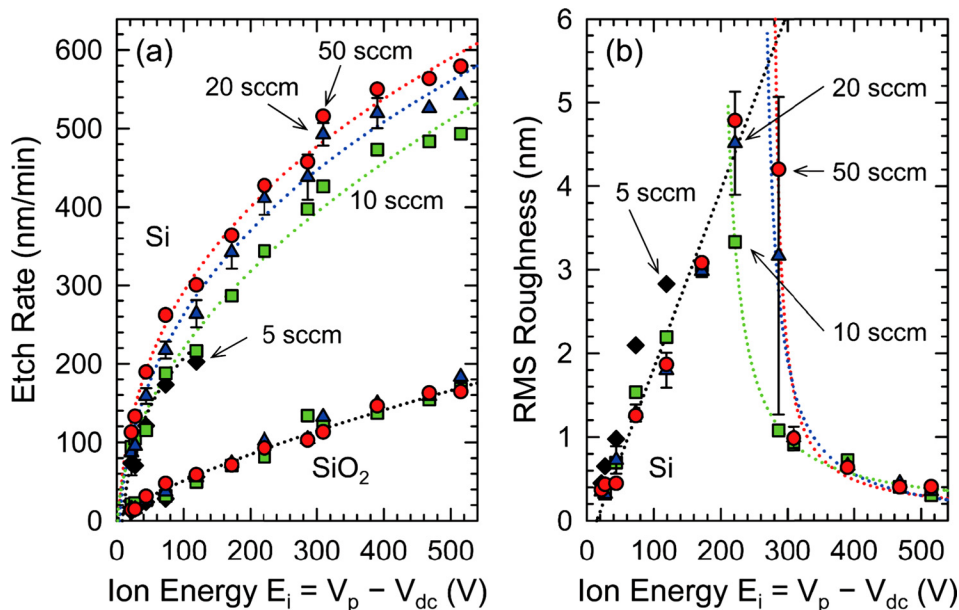 (a)
50 sccm
20 sccm
10 sccm
Si
5 sccm
SiO2
Etch Rate (nm/min)
600
500
400
300
200
100
0
0 100 200 300 400 500
Ion Energy Ei = Vp − Vdc (V)
(b)
20 sccm
50 sccm
5 sccm
10 sccm
Si
RMS Roughness (nm)
6
5
4
3
2
1
0
0 100 200 300 400 500
Ion Energy Ei = Vp − Vdc (V)